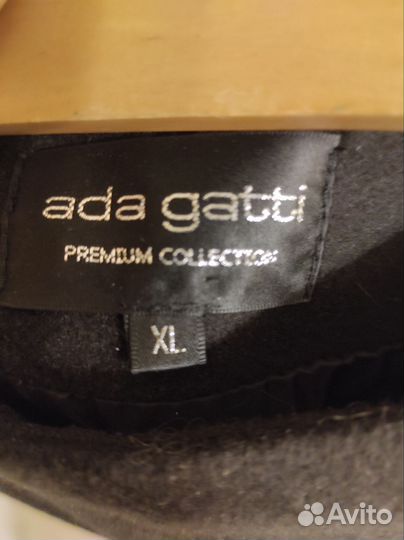 ada gatti
PREMIUM COLLECTION
XL
Avito